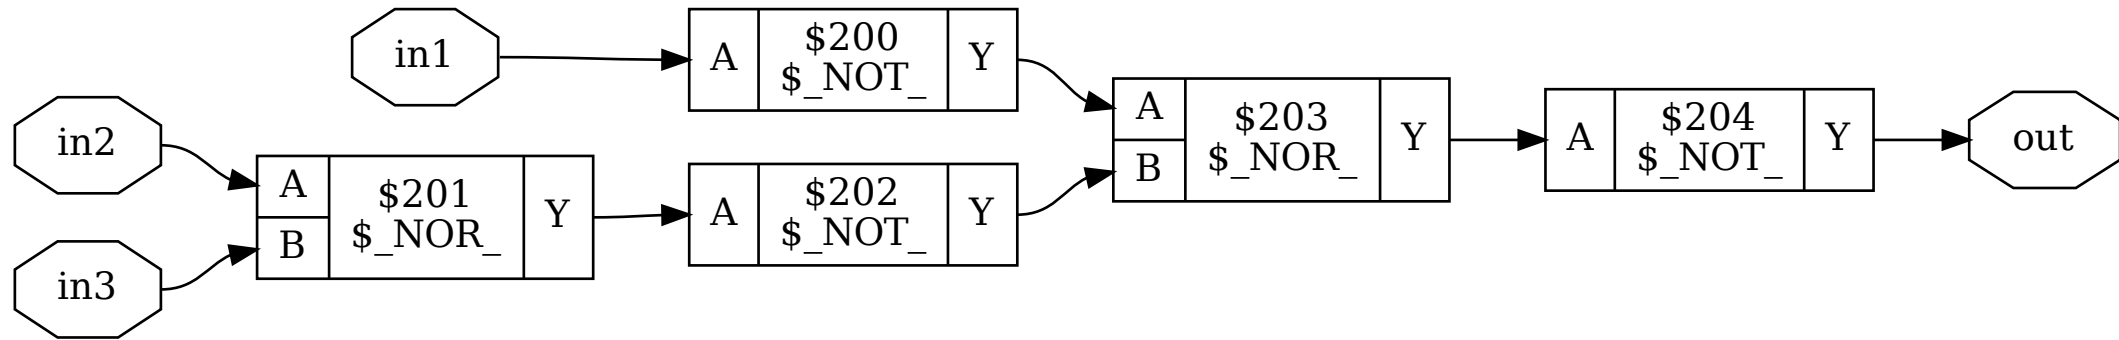 in1
A
$200
$_NOT_
Y
in2
in3
A
B
$201
$_NOR_
Y
A
$202
$_NOT_
Y
A
B
$203
$_NOR_
Y
A
$204
$_NOT_
Y
out